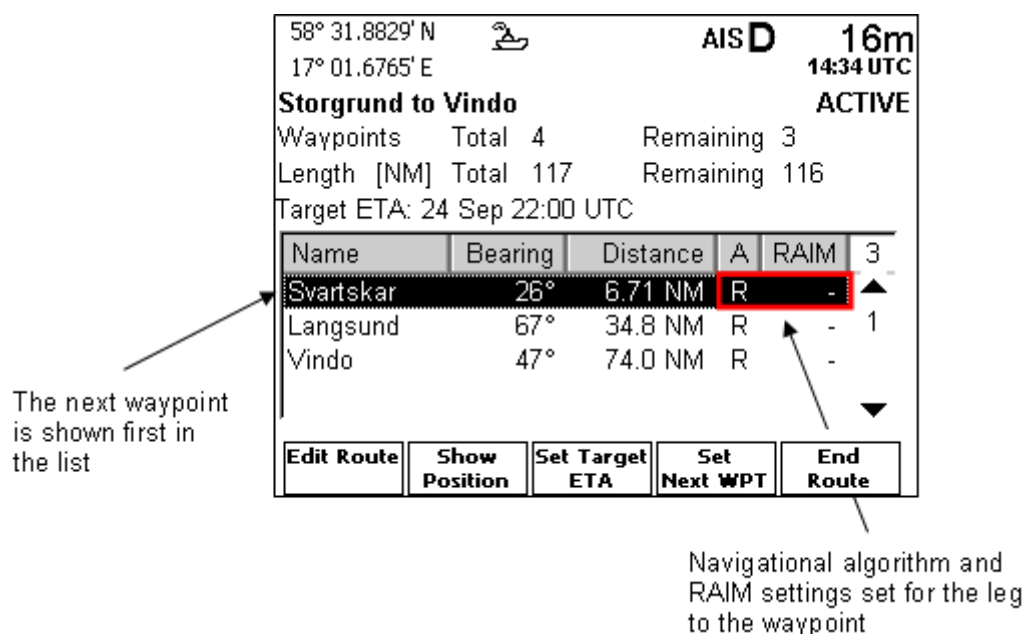 58° 31.8829' N AIS D 16m
17° 01.6765' E 14:34 UTC
Storgrund to Vindo ACTIVE
Waypoints Total 4 Remaining 3
Length [NM] Total 117 Remaining 116
Target ETA: 24 Sep 22:00 UTC
Name Bearing Distance A RAIM 3
Svartskar 26° 6.71 NM R -
Langsund 67° 34.8 NM R - 1
Vindo 47° 74.0 NM R -
The next waypoint
is shown first in
the list
Edit Route Show Position Set Target ETA Set Next WPT End Route
Navigational algorithm and
RAIM settings set for the leg
to the waypoint